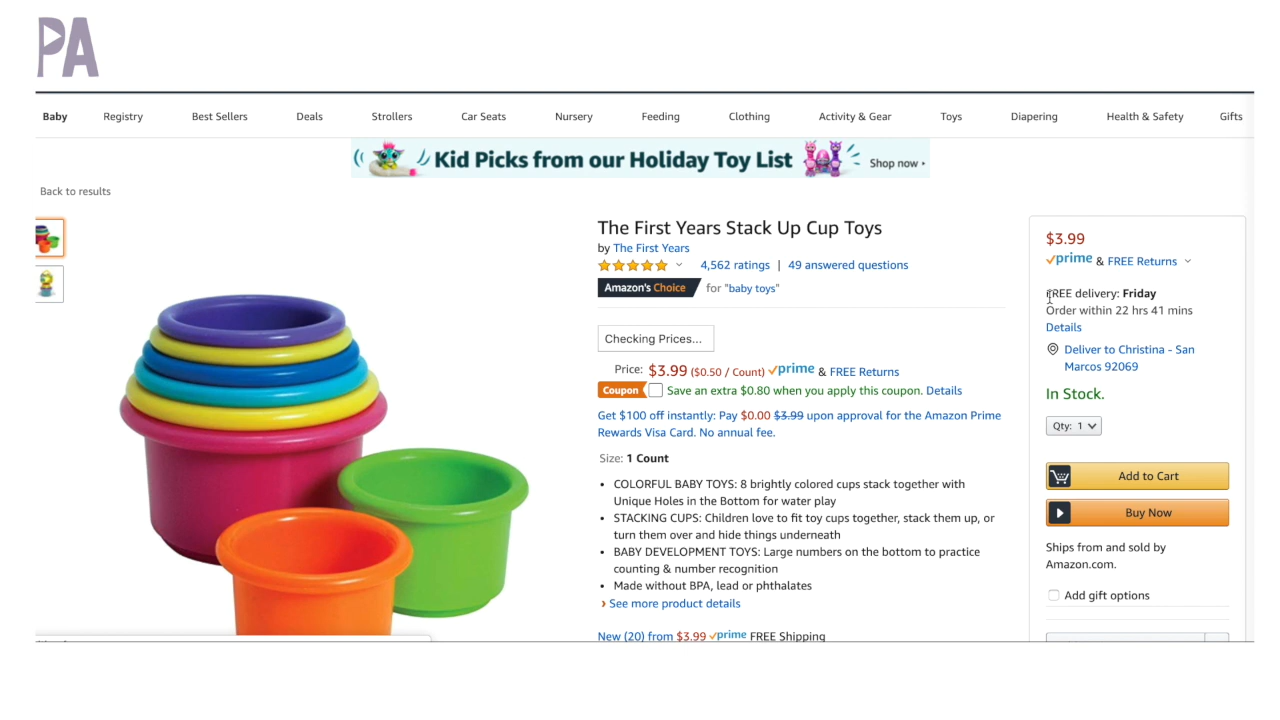 PA
Baby Registry Best Sellers Deals Strollers Car Seats Nursery Feeding Clothing Activity & Gear Toys Diapering Health & Safety Gifts
Kid Picks from our Holiday Toy List Shop now
Back to results
The First Years Stack Up Cup Toys
by The First Years
4,562 ratings | 49 answered questions
Amazon's Choice for "baby toys"
Checking Prices...
Price: $3.99 ($0.50 / Count) prime & FREE Returns
Coupon Save an extra $0.80 when you apply this coupon. Details
Get $100 off instantly: Pay $0.00 $3.99 upon approval for the Amazon Prime
Rewards Visa Card. No annual fee.
Size: 1 Count
• COLORFUL BABY TOYS: 8 brightly colored cups stack together with
Unique Holes in the Bottom for water play
• STACKING CUPS: Children love to fit toy cups together, stack them up, or
turn them over and hide things underneath
• BABY DEVELOPMENT TOYS: Large numbers on the bottom to practice
counting & number recognition
• Made without BPA, lead or phthalates
› See more product details
New (20) from $3.99 prime FREE Shipping
$3.99
prime & FREE Returns
FREE delivery: Friday
Order within 22 hrs 41 mins
Details
Deliver to Christina - San
Marcos 92069
In Stock.
Qty: 1
Add to Cart
Buy Now
Ships from and sold by
Amazon.com.
Add gift options